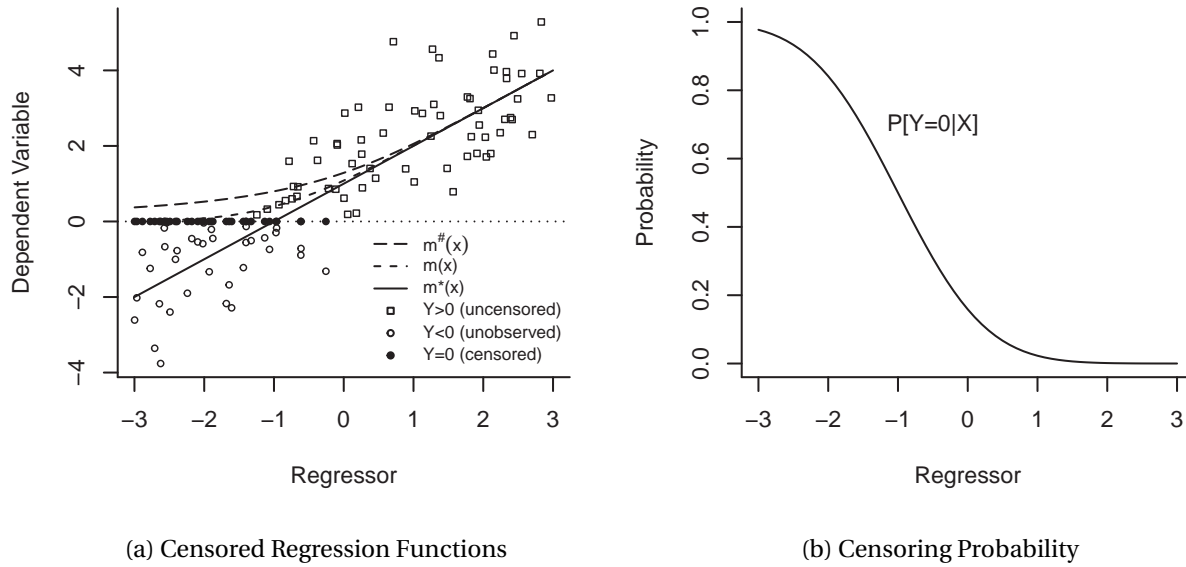 Dependent Variable
4
2
0
−2
−4
−3 −2 −1 0 1 2 3
Regressor
m#(x)
m(x)
m*(x)
Y>0 (uncensored)
Y<0 (unobserved)
Y=0 (censored)
(a) Censored Regression Functions
Probability
1.0
0.8
0.6
0.4
0.2
0.0
P[Y=0|X]
−3 −2 −1 0 1 2 3
Regressor
(b) Censoring Probability